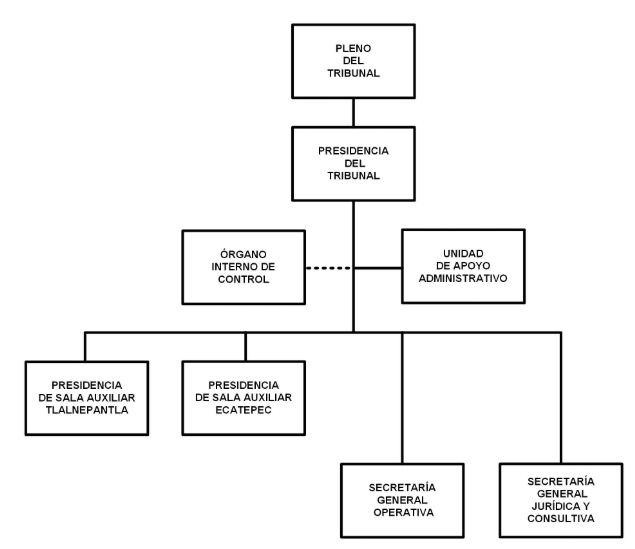 PLENO
DEL
TRIBUNAL
PRESIDENCIA
DEL
TRIBUNAL
ÓRGANO
INTERNO DE
CONTROL
UNIDAD
DE APOYO
ADMINISTRATIVO
PRESIDENCIA
DE SALA AUXILIAR
TLALNEPANTLA
PRESIDENCIA
DE SALA AUXILIAR
ECATEPEC
SECRETARÍA
GENERAL
OPERATIVA
SECRETARÍA
GENERAL
JURÍDICA Y
CONSULTIVA